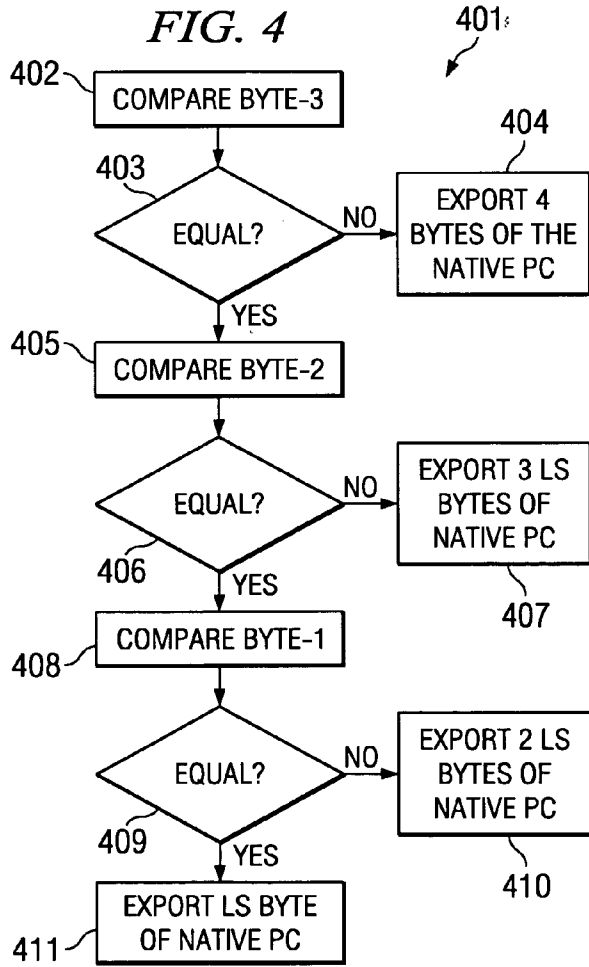 FIG. 4
401
402
COMPARE BYTE-3
403
EQUAL?
NO
404
EXPORT 4
BYTES OF THE
NATIVE PC
YES
405
COMPARE BYTE-2
406
EQUAL?
NO
EXPORT 3 LS
BYTES OF
NATIVE PC
407
YES
408
COMPARE BYTE-1
409
EQUAL?
NO
EXPORT 2 LS
BYTES OF
NATIVE PC
410
YES
411
EXPORT LS BYTE
OF NATIVE PC